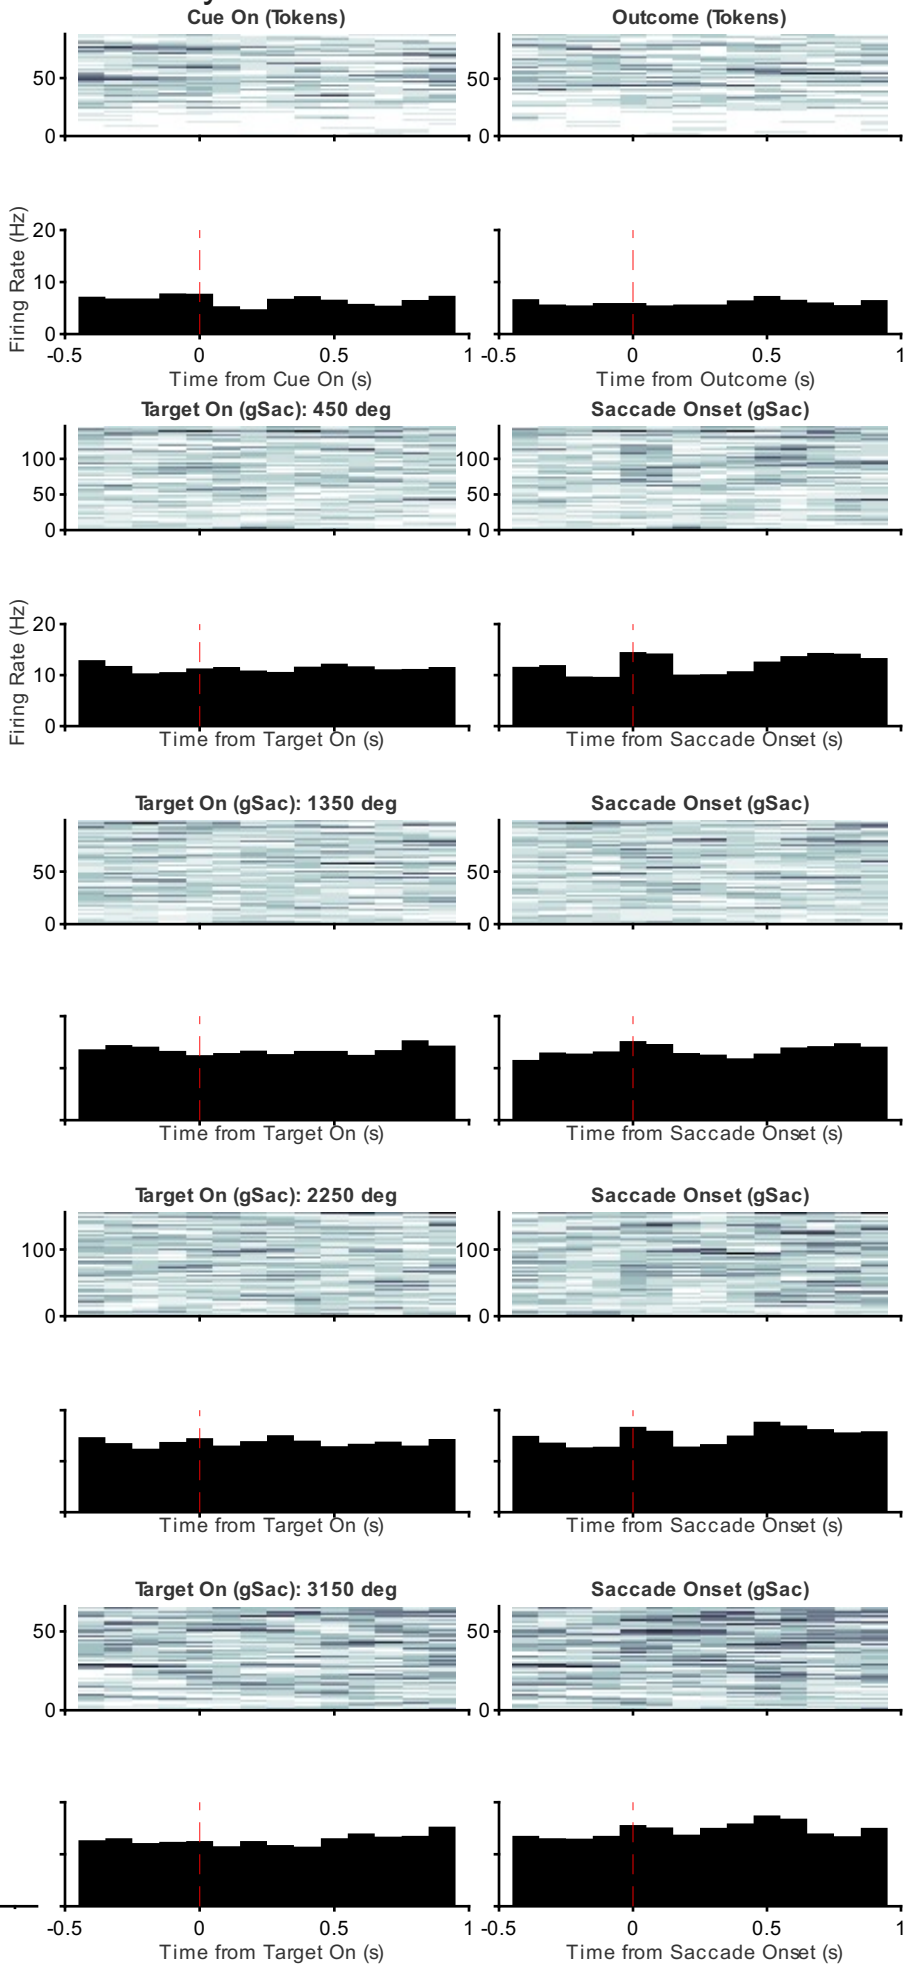 Cue On (Tokens) Outcome (Tokens)
50 50
0 0
Firing Rate (Hz)
20
10
0
-0.5 0 0.5 1 -0.5 0 0.5 1
Time from Cue On (s) Time from Outcome (s)
Target On (gSac): 450 deg Saccade Onset (gSac)
100 100
50 50
0 0
Firing Rate (Hz)
20
10
0
Time from Target On (s) Time from Saccade Onset (s)
Target On (gSac): 1350 deg Saccade Onset (gSac)
50 50
0 0
Time from Target On (s) Time from Saccade Onset (s)
Target On (gSac): 2250 deg Saccade Onset (gSac)
100 100
0 0
Time from Target On (s) Time from Saccade Onset (s)
Target On (gSac): 3150 deg Saccade Onset (gSac)
50 50
0 0
-0.5 0 0.5 1 -0.5 0 0.5 1
Time from Target On (s) Time from Saccade Onset (s)